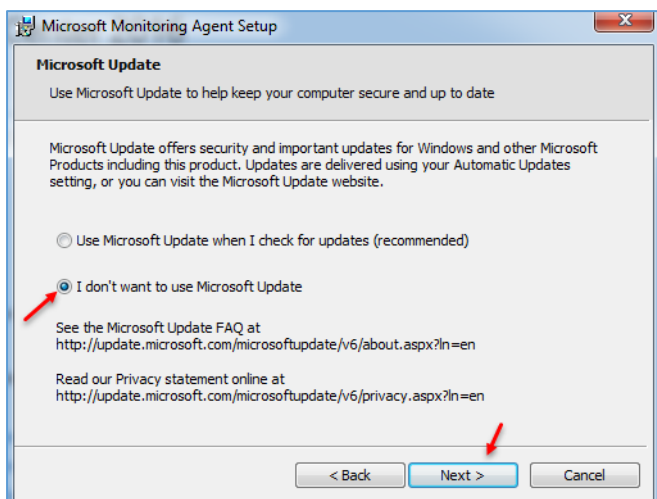 Microsoft Monitoring Agent Setup
Microsoft Update
Use Microsoft Update to help keep your computer secure and up to date
Microsoft Update offers security and important updates for Windows and other Microsoft
Products including this product. Updates are delivered using your Automatic Updates
setting, or you can visit the Microsoft Update website.
Use Microsoft Update when I check for updates (recommended)
I don't want to use Microsoft Update
See the Microsoft Update FAQ at
http://update.microsoft.com/microsoftupdate/v6/about.aspx?ln=en
Read our Privacy statement online at
http://update.microsoft.com/microsoftupdate/v6/privacy.aspx?ln=en
< Back
Next >
Cancel